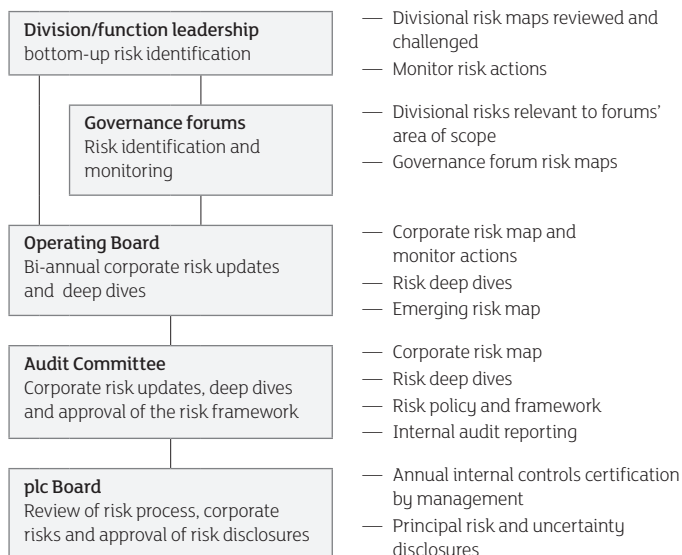 Division/function leadership
bottom-up risk identification
— Divisional risk maps reviewed and
challenged
— Monitor risk actions
Governance forums
Risk identification and
monitoring
— Divisional risks relevant to forums’
area of scope
— Governance forum risk maps
Operating Board
Bi-annual corporate risk updates
and deep dives
— Corporate risk map and
monitor actions
— Risk deep dives
— Emerging risk map
Audit Committee
Corporate risk updates, deep dives
and approval of the risk framework
— Corporate risk map
— Risk deep dives
— Risk policy and framework
— Internal audit reporting
plc Board
Review of risk process, corporate
risks and approval of risk disclosures
— Annual internal controls certification
by management
— Principal risk and uncertainty
disclosures